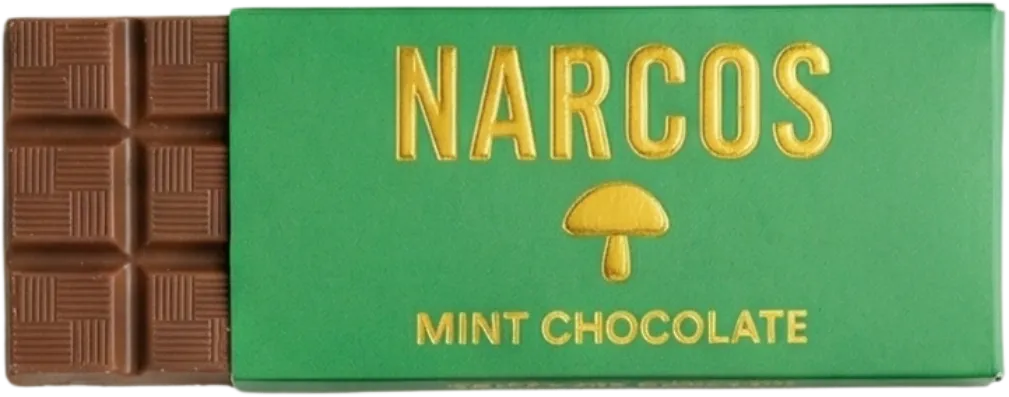 NARCOS
MINT CHOCOLATE